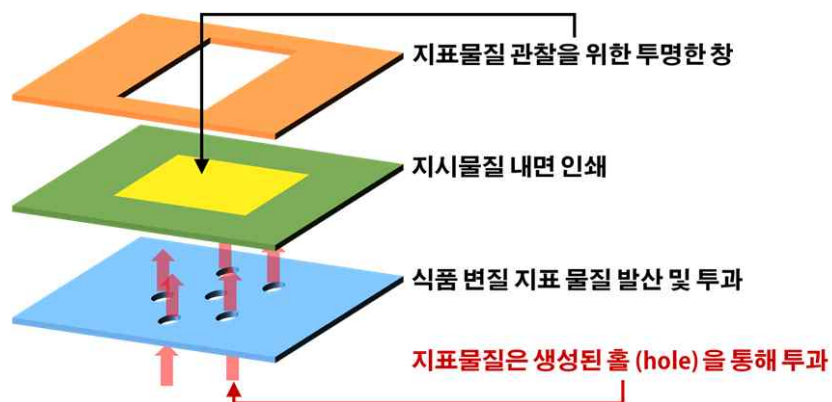 지표물질 관찰을 위한 투명한 창
지시물질 내면 인쇄
식품 변질 지표 물질 발산 및 투과
지표물질은 생성된 홀 (hole) 을 통해 투과